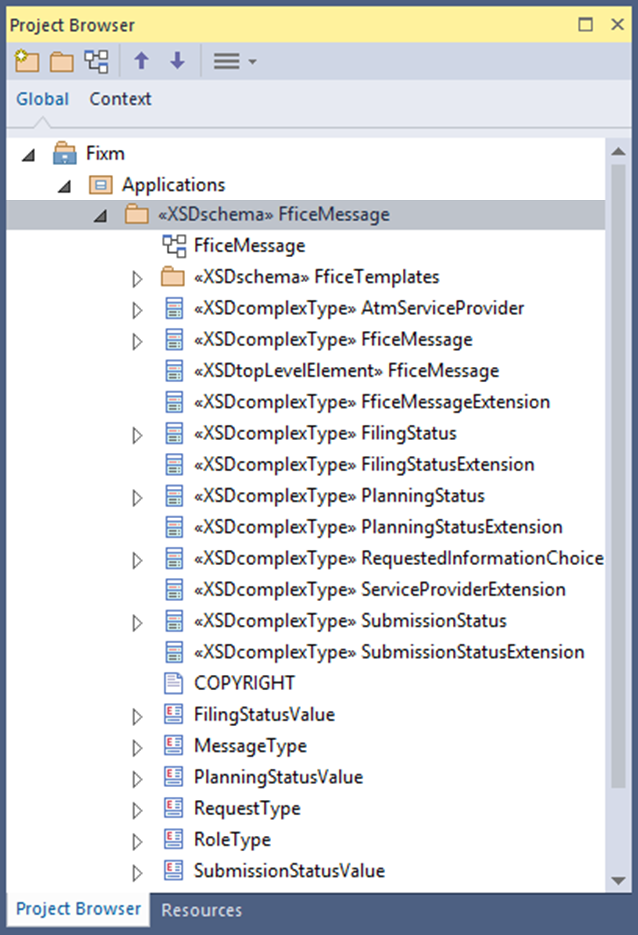 Project Browser
Global Context
Fixm
Applications
«XSDschema» FficeMessage
FficeMessage
«XSDschema» FficeTemplates
«XSDcomplexType» AtmServiceProvider
«XSDcomplexType» FficeMessage
«XSDtopLevelElement» FficeMessage
«XSDcomplexType» FficeMessageExtension
«XSDcomplexType» FilingStatus
«XSDcomplexType» FilingStatusExtension
«XSDcomplexType» PlanningStatus
«XSDcomplexType» PlanningStatusExtension
«XSDcomplexType» RequestedInformationChoice
«XSDcomplexType» ServiceProviderExtension
«XSDcomplexType» SubmissionStatus
«XSDcomplexType» SubmissionStatusExtension
COPYRIGHT
FilingStatusValue
MessageType
PlanningStatusValue
RequestType
RoleType
SubmissionStatusValue
Project Browser Resources